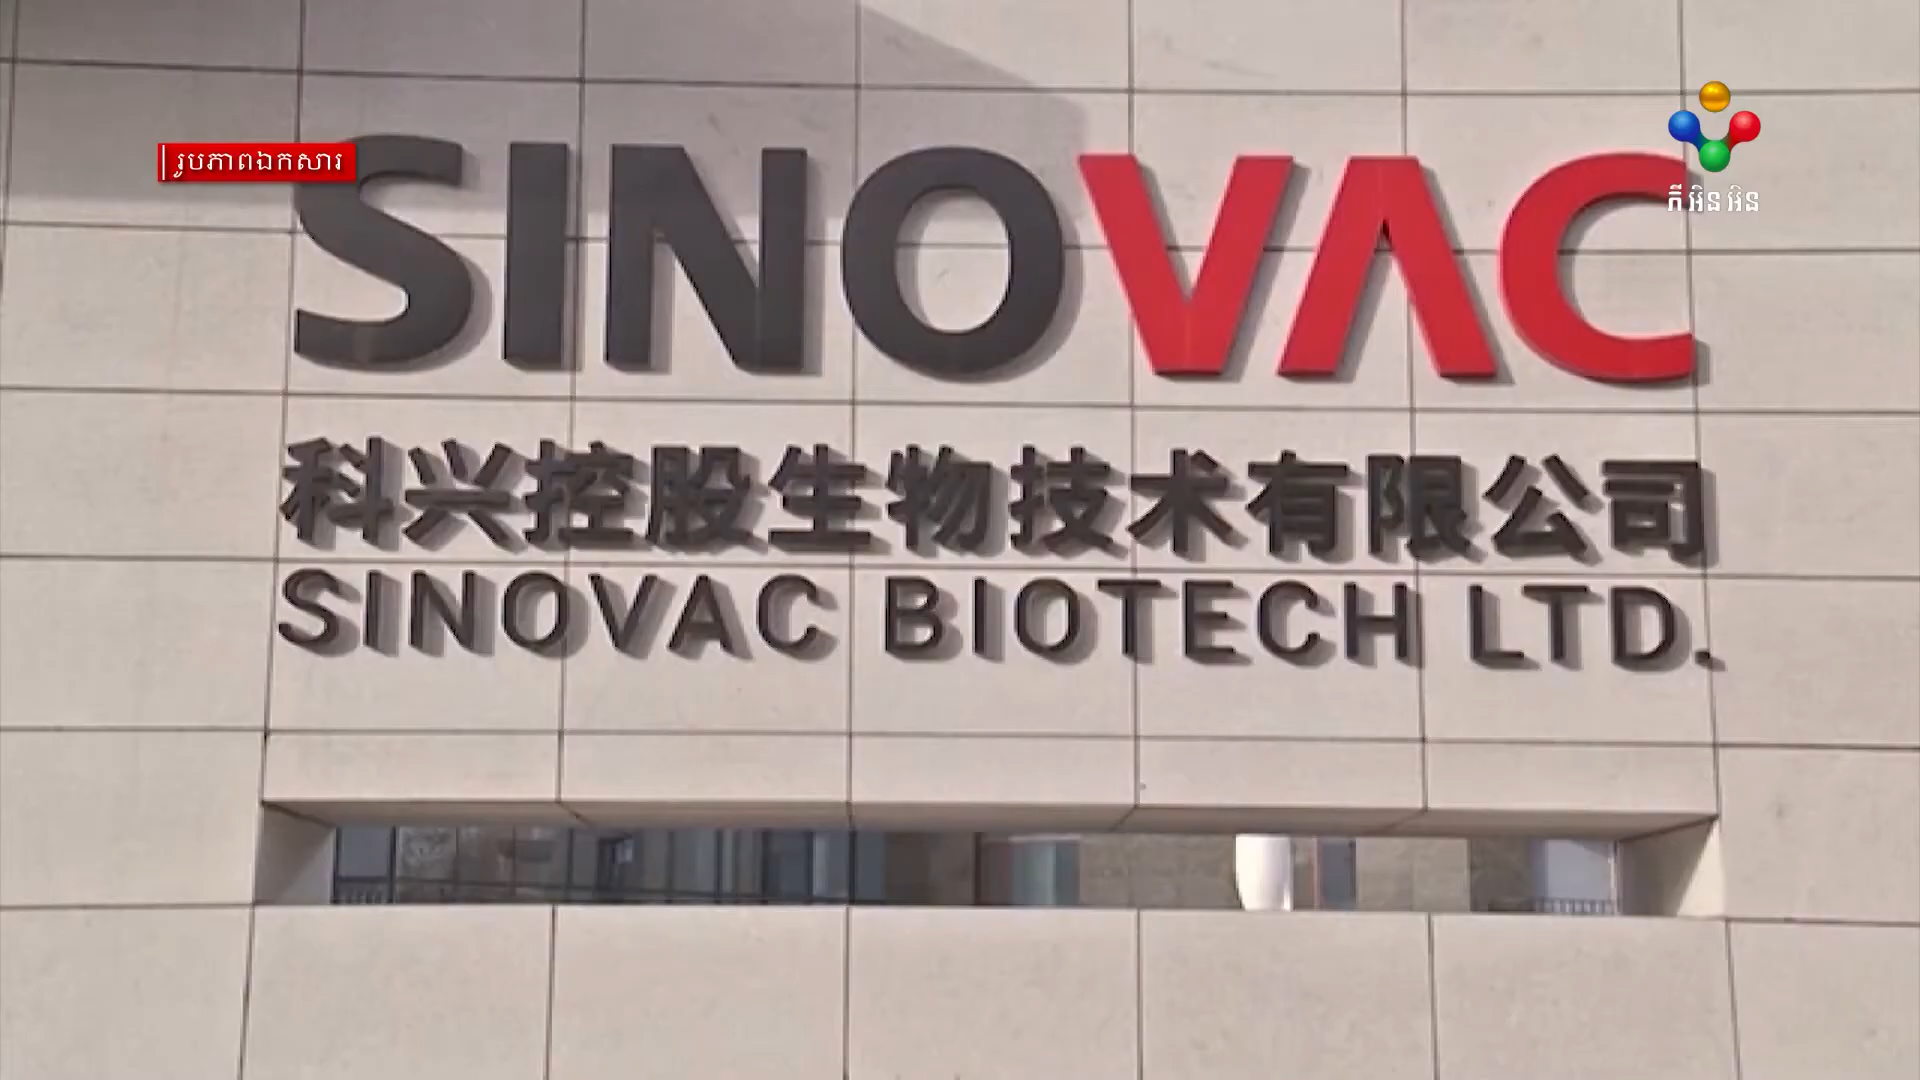 រូបភាពឯកសារ
SINOVAC
ភី អិន អិន
科兴控股生物技术有限公司
SINOVAC BIOTECH LTD.